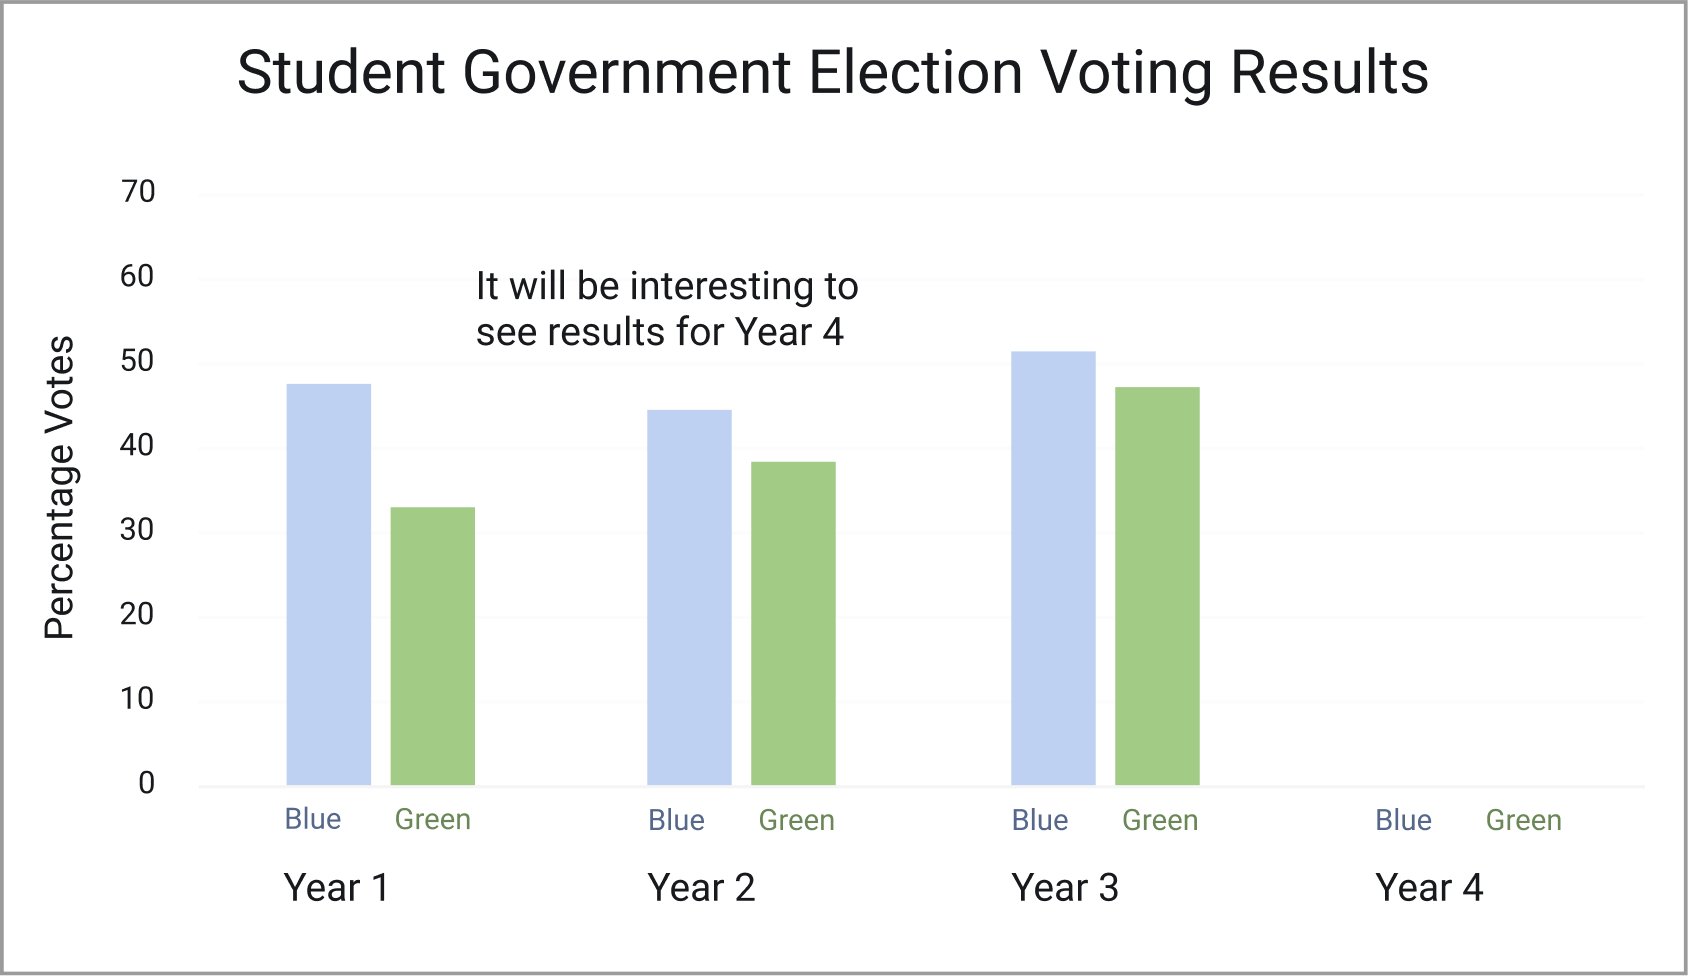 Student Government Election Voting Results
70
60
50
40
30
20
10
0
Percentage Votes
It will be interesting to
see results for Year 4
Blue Green Blue Green Blue Green Blue Green
Year 1 Year 2 Year 3 Year 4